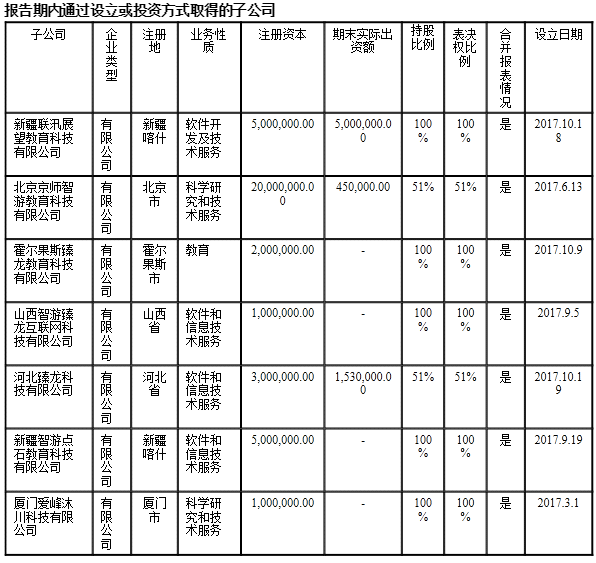 报告期内通过设立或投资方式取得的子公司
子公司 企业类型 注册地 业务性质 注册资本 期末实际出资额 持股比例 表决权比例 合并报表情况 设立日期
新疆联汛展望教育科技有限公司 有限公司 新疆喀什 软件开发及技术服务 5,000,000.00 5,000,000.00 100% 100% 是 2017.10.18
北京京师智游教育科技有限公司 有限公司 北京市 科学研究和技术服务 20,000,000.00 450,000.00 51% 51% 是 2017.6.13
霍尔果斯臻龙教育科技有限公司 有限公司 霍尔果斯市 教育 2,000,000.00 - 100% 100% 是 2017.10.9
山西智游臻龙互联网科技有限公司 有限公司 山西省 软件和信息技术服务 1,000,000.00 - 100% 100% 是 2017.9.5
河北臻龙科技有限公司 有限公司 河北省 软件和信息技术服务 3,000,000.00 1,530,000.00 51% 51% 是 2017.10.19
新疆智游点石教育科技有限公司 有限公司 新疆喀什 软件和信息技术服务 5,000,000.00 - 100% 100% 是 2017.9.19
厦门爱峰沐川科技有限公司 有限公司 厦门市 科学研究和技术服务 1,000,000.00 - 100% 100% 是 2017.3.1